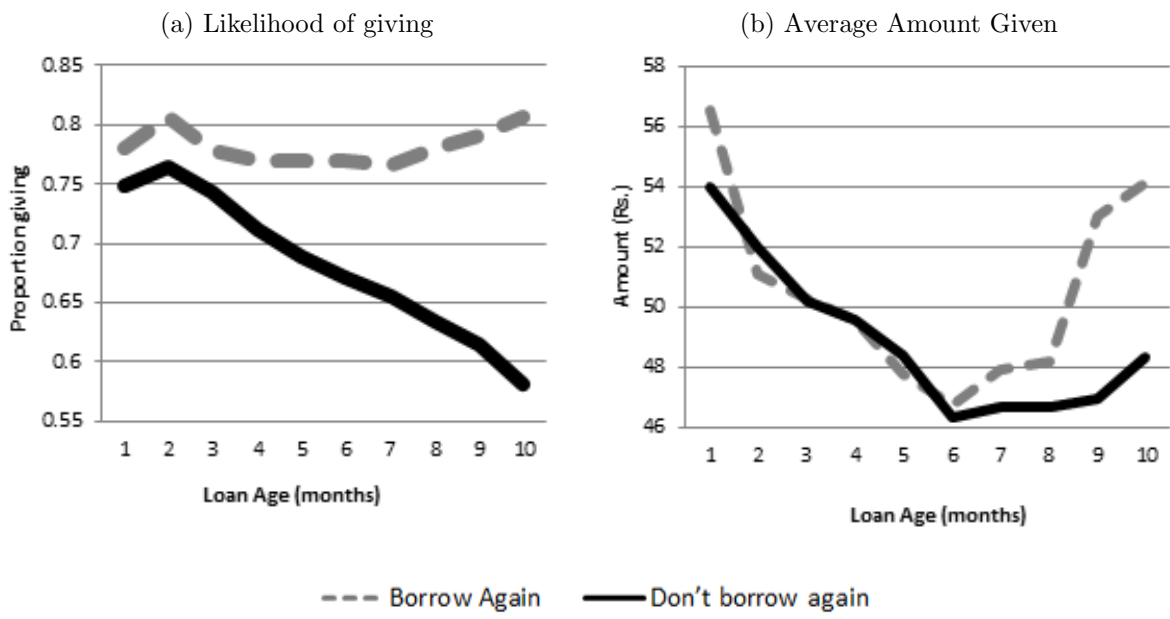 (a) Likelihood of giving
(b) Average Amount Given
Proportion giving
0.85
0.8
0.75
0.7
0.65
0.6
0.55
1 2 3 4 5 6 7 8 9 10
Loan Age (months)
Amount (Rs.)
58
56
54
52
50
48
46
1 2 3 4 5 6 7 8 9 10
Loan Age (months)
Borrow Again
Don't borrow again